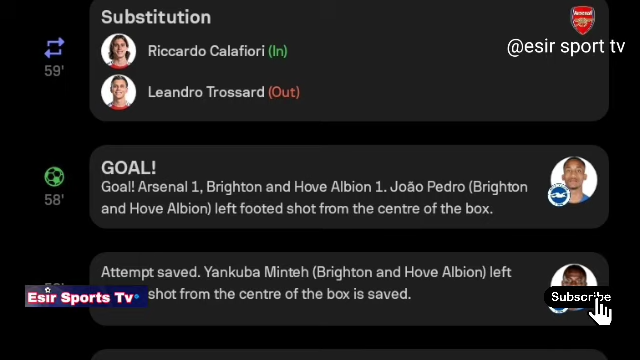 Substitution
Arsenal
@esir sport tv
Riccardo Calafiori (In)
59'
Leandro Trossard (Out)
GOAL!
Goal! Arsenal 1, Brighton and Hove Albion 1. João Pedro (Brighton
and Hove Albion) left footed shot from the centre of the box.
58'
Attempt saved. Yankuba Minteh (Brighton and Hove Albion) left
shot from the centre of the box is saved.
Esir Sports Tv
Subscribe